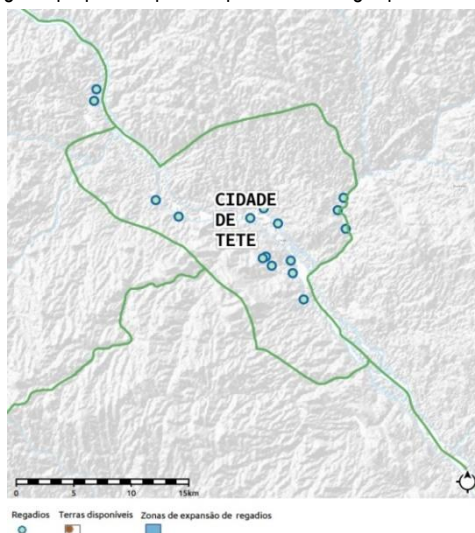 CIDADE
DE
TETE
0 5 10 15km
Regadios Terras disponíveis Zonas de expansão de regadios